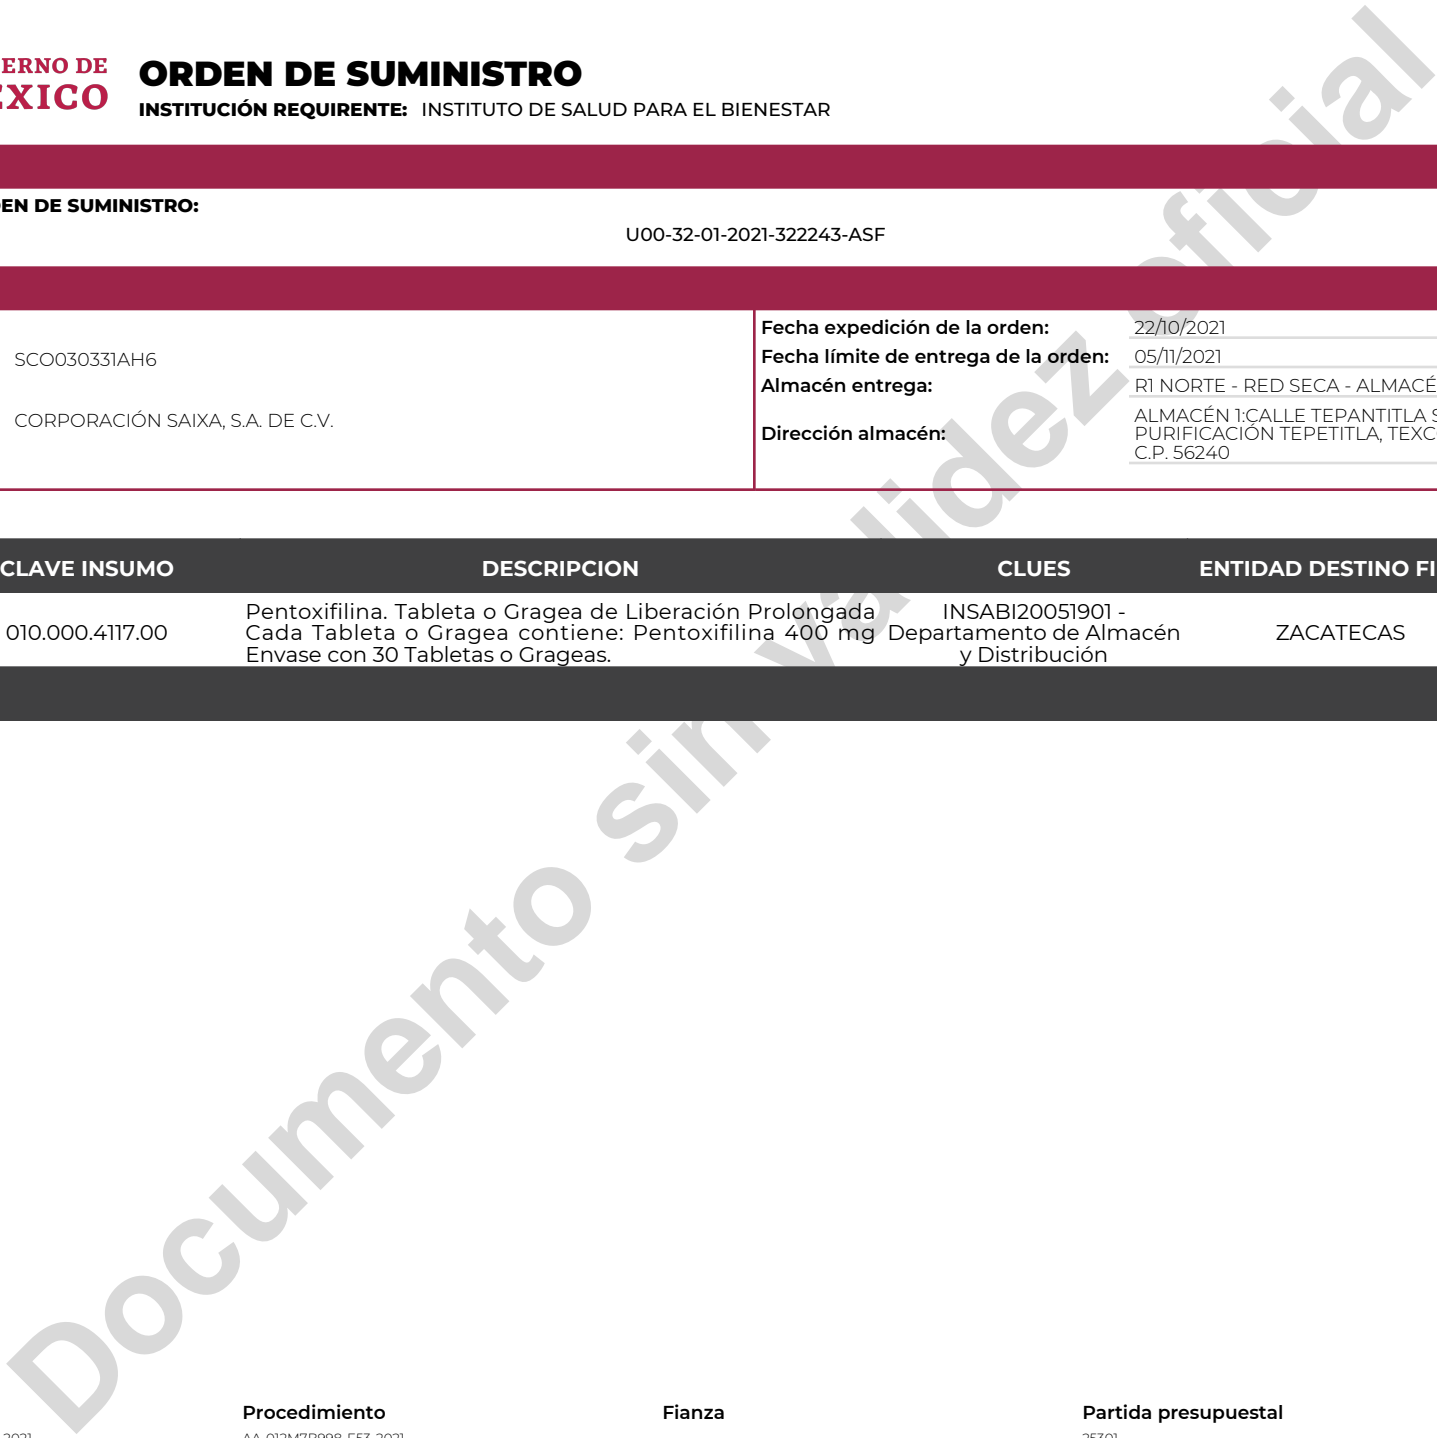 ERNO DE
ORDEN DE SUMINISTRO
INSTITUCIÓN REQUIRENTE: INSTITUTO DE SALUD PARA EL BIENESTAR
EN DE SUMINISTRO:
U00-32-01-2021-322243-ASF
SCO030331AH6
CORPORACIÓN SAIXA, S.A. DE C.V.
Fecha expedición de la orden: 22/10/2021
Fecha límite de entrega de la orden: 05/11/2021
Almacén entrega: R1 NORTE - RED SECA - ALMACÉ
Dirección almacén: ALMACÉN 1:CALLE TEPANTITLA S
PURIFICACIÓN TEPETITLA, TEXC
C.P. 56240
CLAVE INSUMO DESCRIPCION CLUES ENTIDAD DESTINO FI
010.000.4117.00
Pentoxifilina. Tableta o Gragea de Liberación Prolongada
Cada Tableta o Gragea contiene: Pentoxifilina 400 mg
Envase con 30 Tabletas o Grageas.
INSABI20051901 -
Departamento de Almacén
y Distribución
ZACATECAS
Documento sin validez oficial
Procedimiento Fianza Partida presupuestal